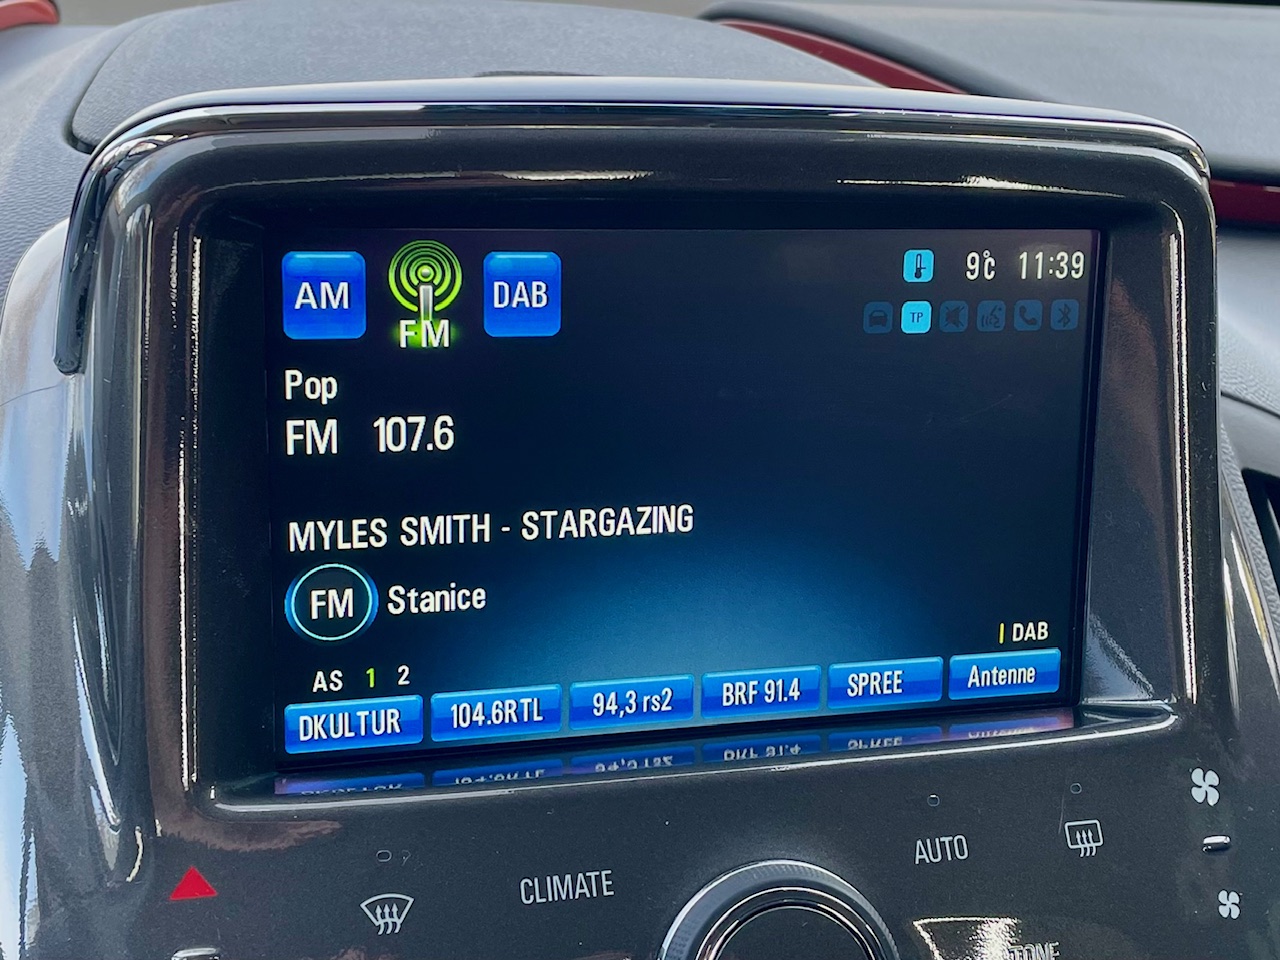 AM FM DAB
9°C 11:39
TP
Pop
FM 107.6
MYLES SMITH - STARGAZING
FM Stanice
DAB
AS 1 2
DKULTUR 104.6RTL 94,3 rs2 BRF 91.4 SPREE Antenne
AUTO
CLIMATE